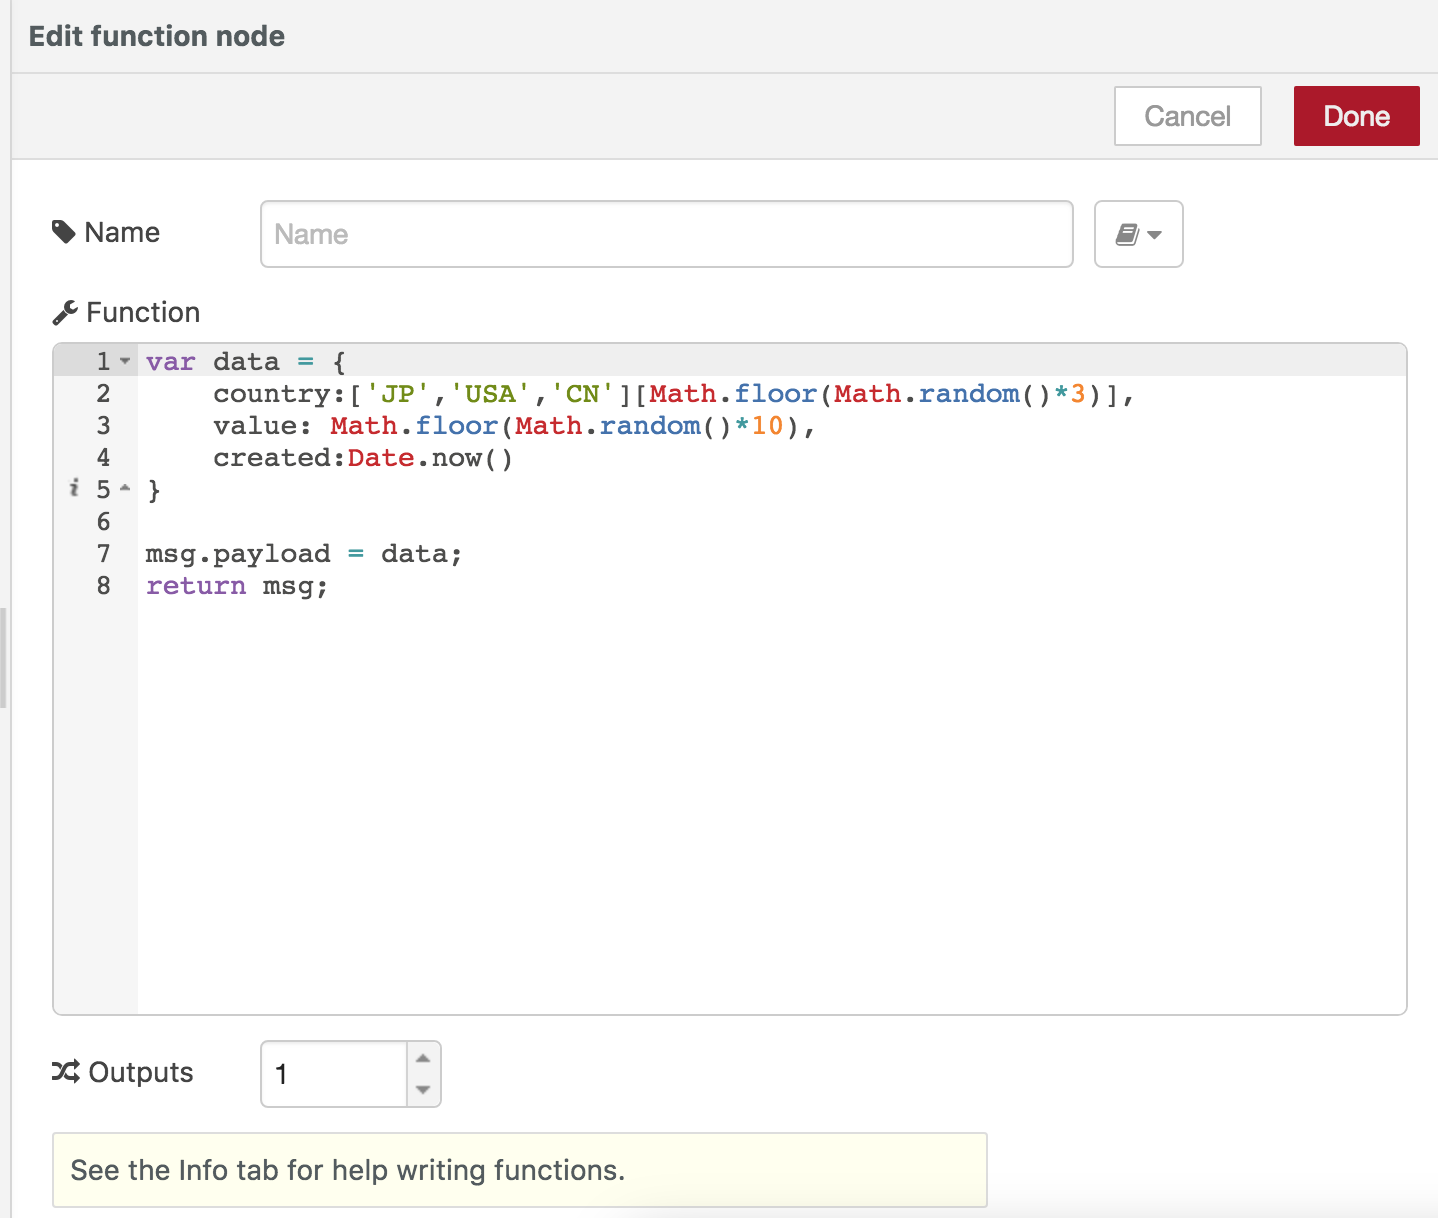 Edit function node
Cancel Done
Name Name
Function
1 var data = {
2     country:['JP','USA','CN'][Math.floor(Math.random()*3)],
3     value: Math.floor(Math.random()*10),
4     created:Date.now()
i 5 }
6
7 msg.payload = data;
8 return msg;
Outputs 1
See the Info tab for help writing functions.